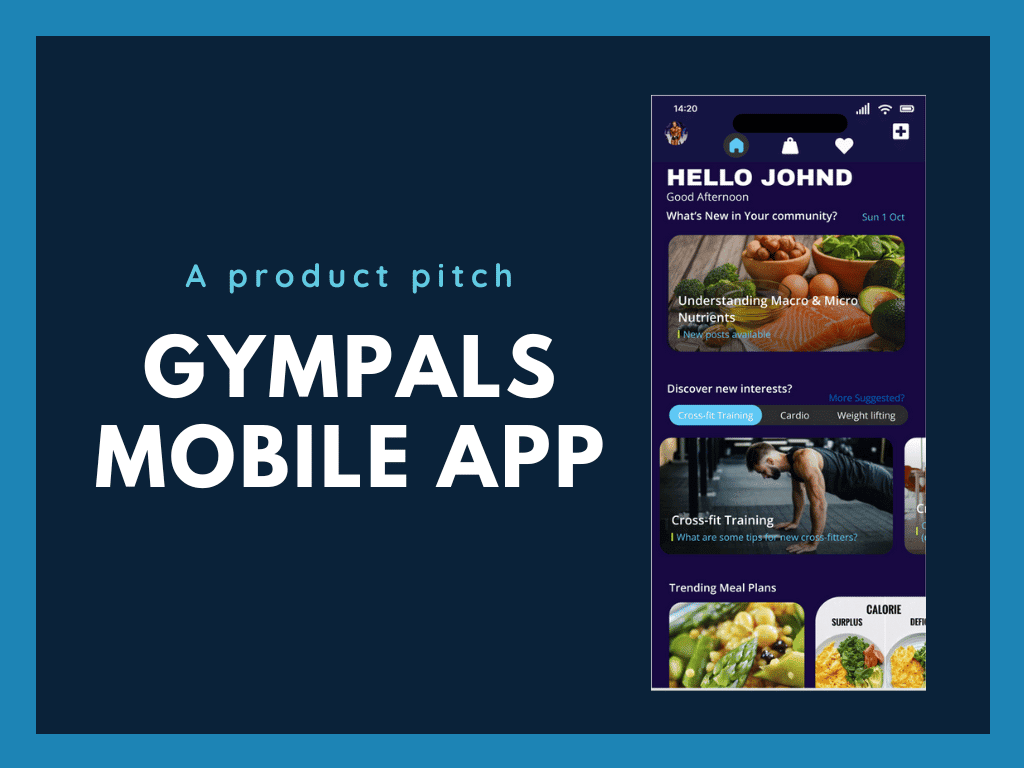 A product pitch
GYMPALS
MOBILE APP
14:20
HELLO JOHND
Good Afternoon
What's New in Your community?
Sun 1 Oct
Understanding Macro & Micro
Nutrients
New posts available
Discover new interests?
More Suggested?
Cross-fit Training
Cardio
Weight lifting
Cross-fit Training
What are some tips for new cross-fitters?
Trending Meal Plans
CALORIE
SURPLUS